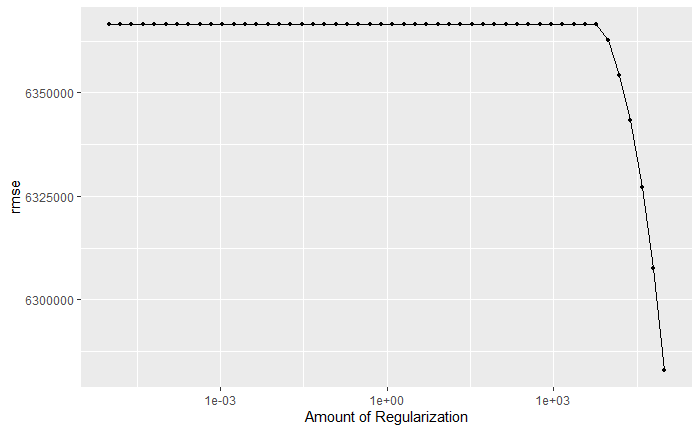 6350000
6325000
6300000
rmse
1e-03 1e+00 1e+03
Amount of Regularization